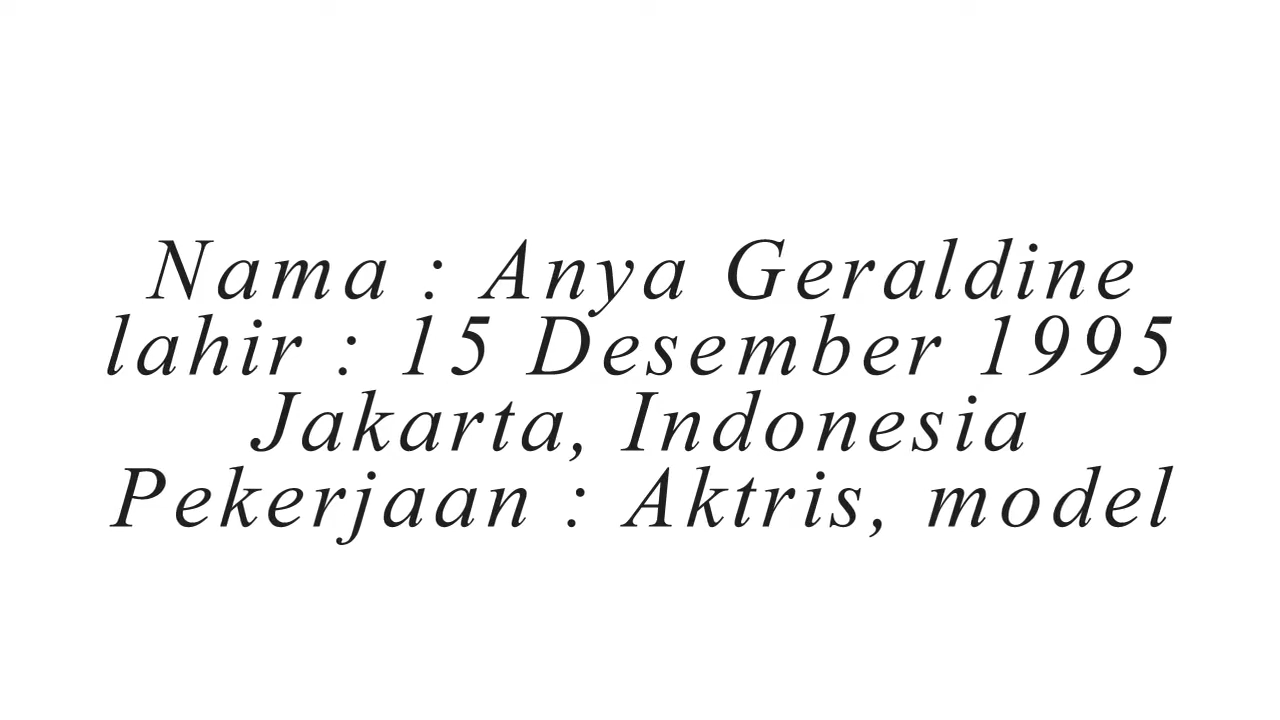 Nama : Anya Geraldine
lahir : 15 Desember 1995
Jakarta, Indonesia
Pekerjaan : Aktris, model